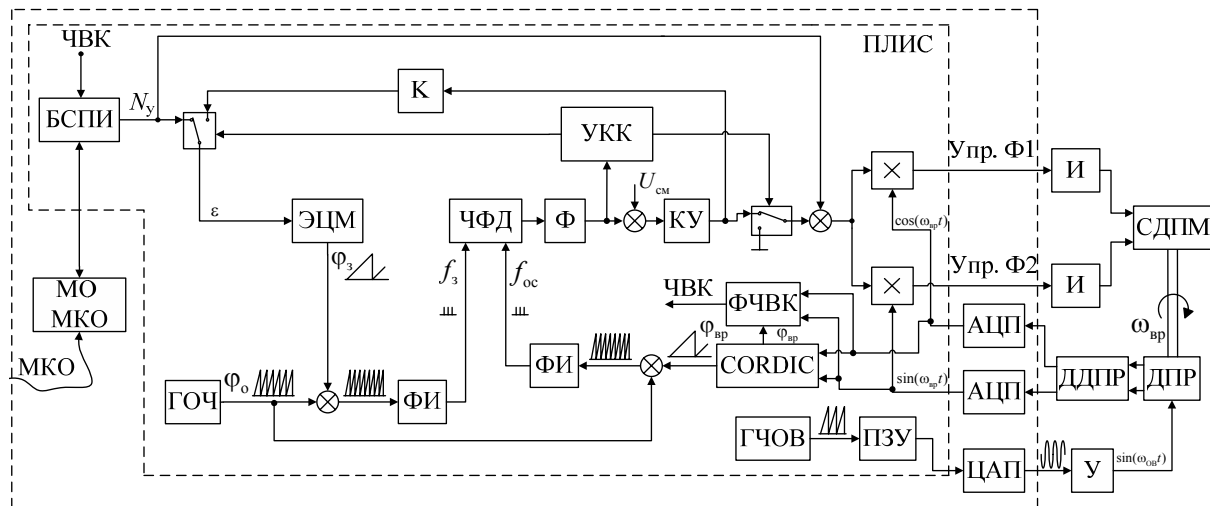 ЧВК
ПЛИС
БСПИ
Nу
К
УКК
Uсм
ε
ЭЦМ
ЧФД
Ф
КУ
×
Упр. Ф1
И
СДПМ
cos(ωврt)
φз
fз
fос
ЧВК
ФЧВК
×
Упр. Ф2
И
МО
МКО
МКО
φвр
φвр
CORDIC
АЦП
ωвр
ГОЧ
φо
ФИ
ФИ
sin(ωврt)
АЦП
ДДПР
ДПР
ГЧОВ
ПЗУ
ЦАП
У
sin(ωОВt)